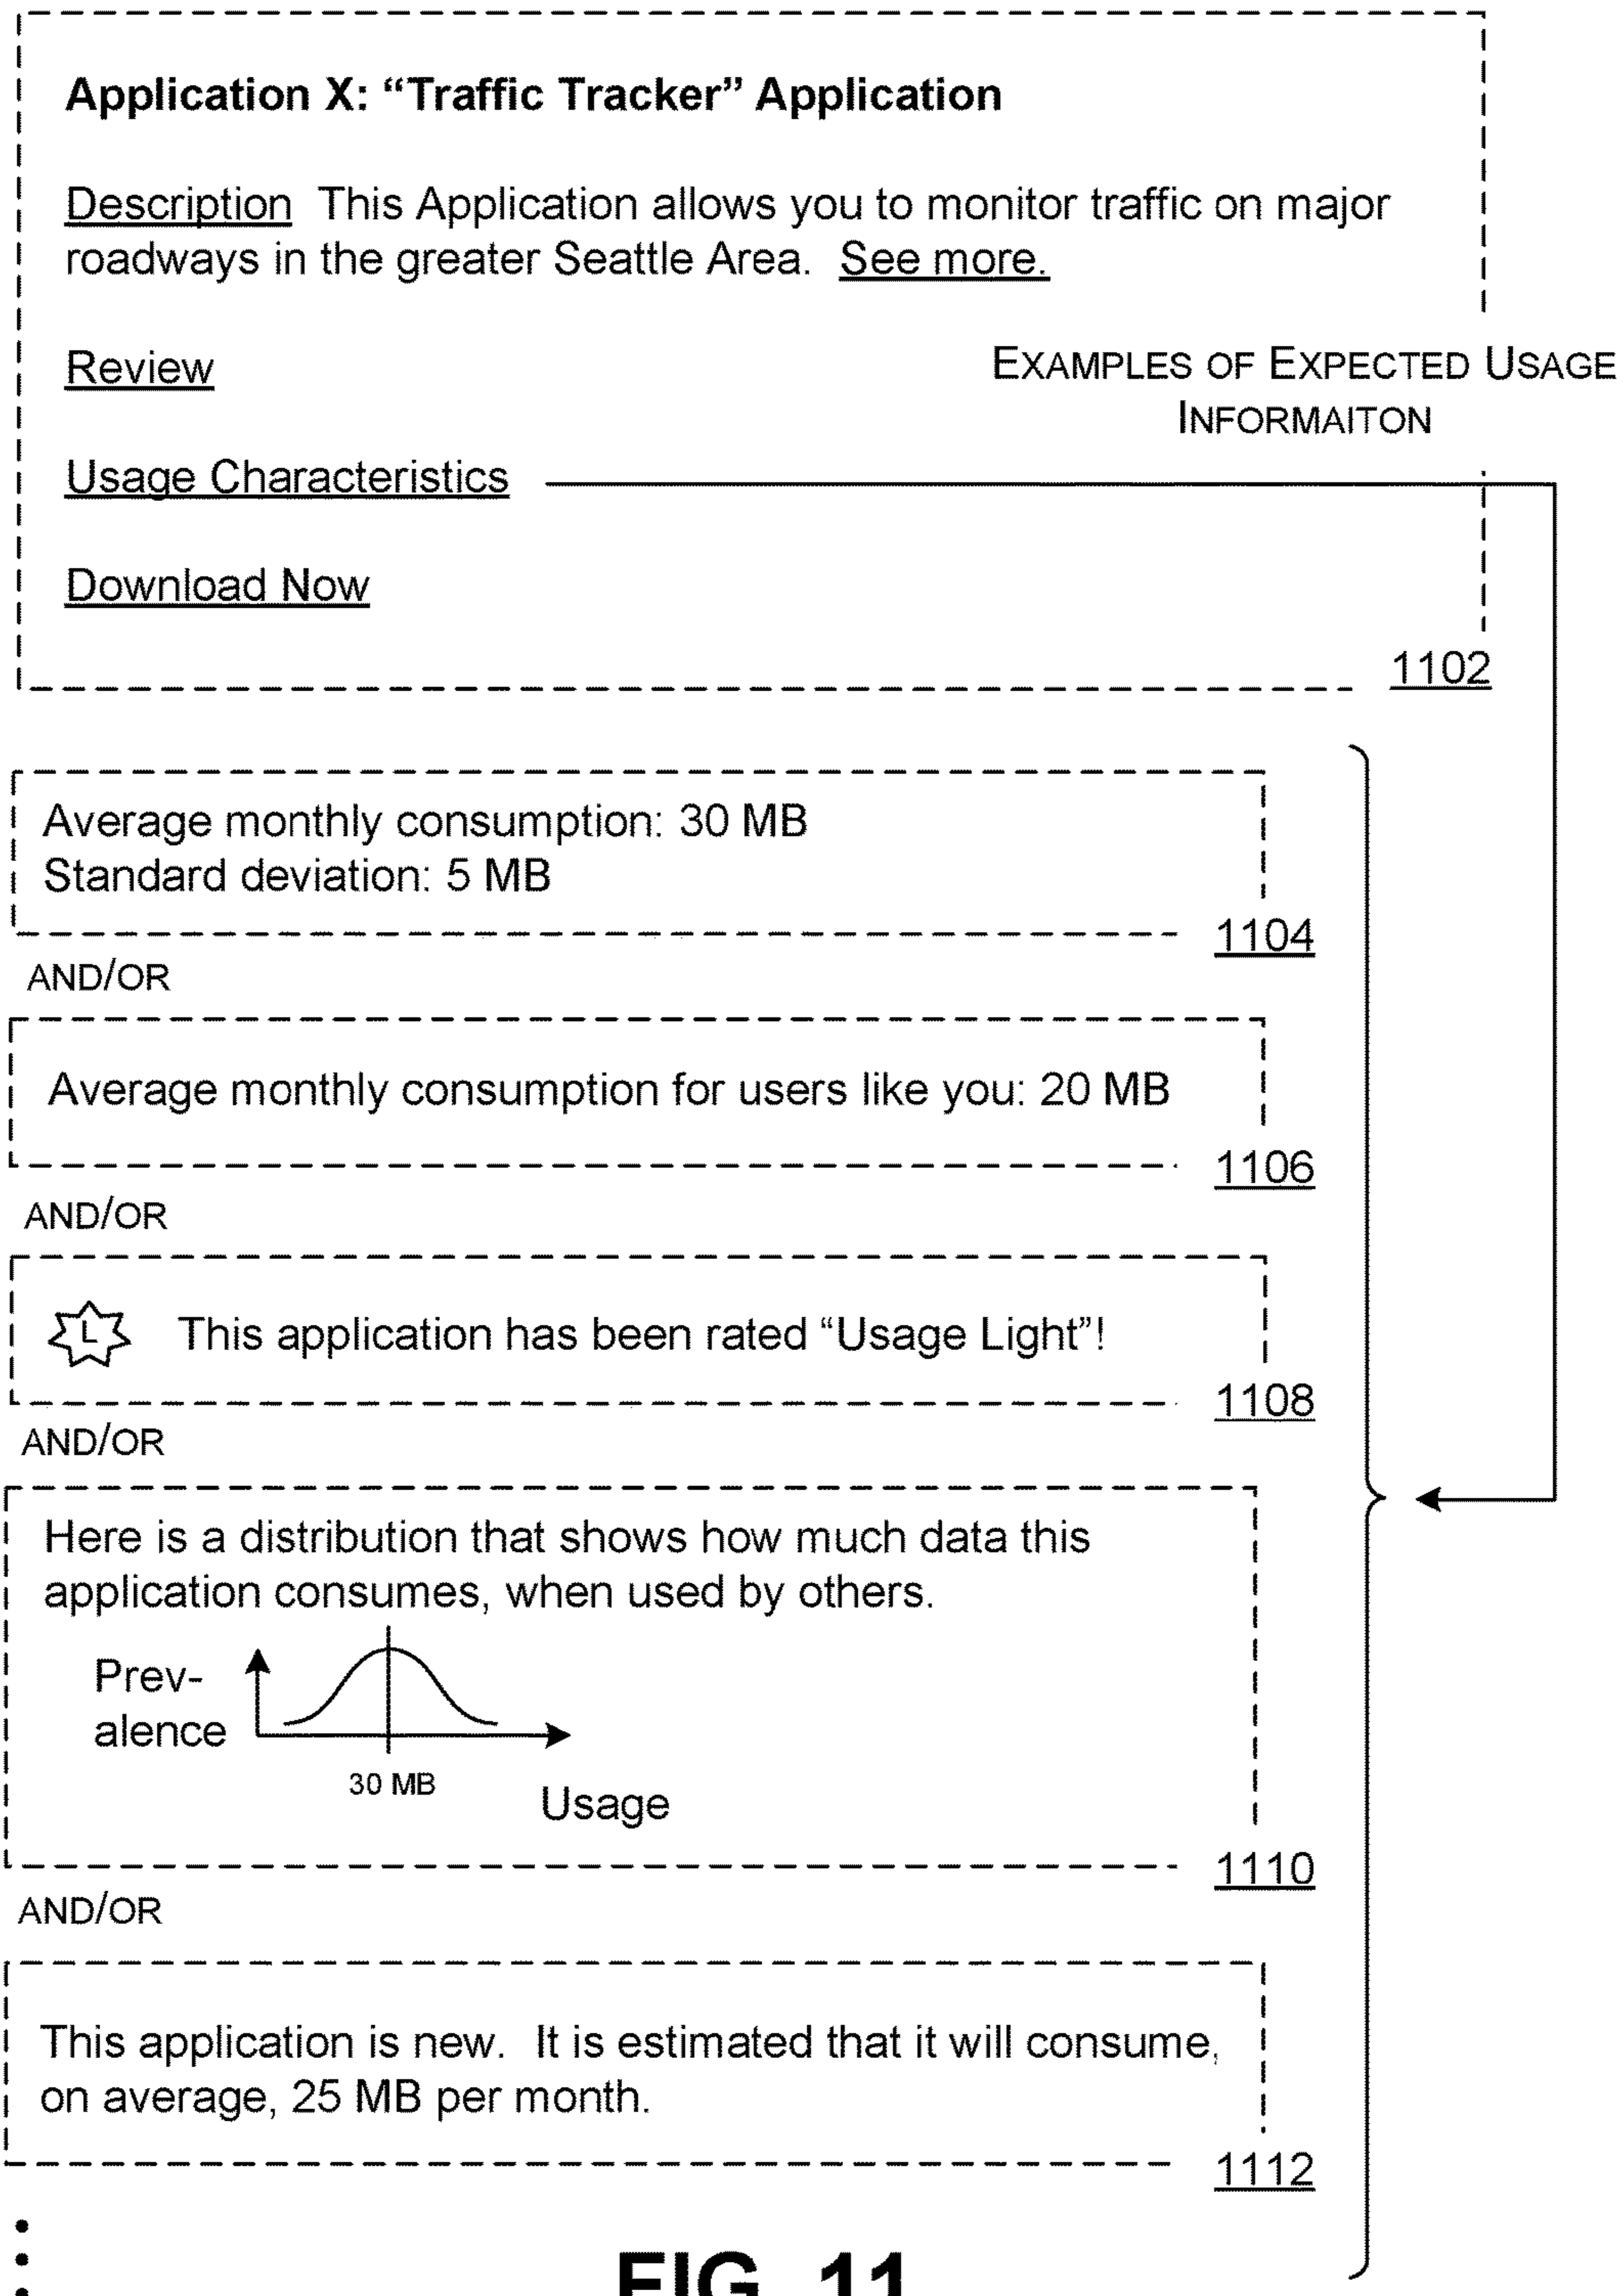 Application X: “Traffic Tracker” Application
Description  This Application allows you to monitor traffic on major
roadways in the greater Seattle Area.  See more.
Review
EXAMPLES OF EXPECTED USAGE
INFORMAITON
Usage Characteristics
Download Now
1102
Average monthly consumption: 30 MB
Standard deviation: 5 MB
1104
AND/OR
Average monthly consumption for users like you: 20 MB
1106
AND/OR
L  This application has been rated “Usage Light”!
1108
AND/OR
Here is a distribution that shows how much data this
application consumes, when used by others.
Prev-
alence
30 MB
Usage
1110
AND/OR
This application is new.  It is estimated that it will consume,
on average, 25 MB per month.
1112
FIG. 11